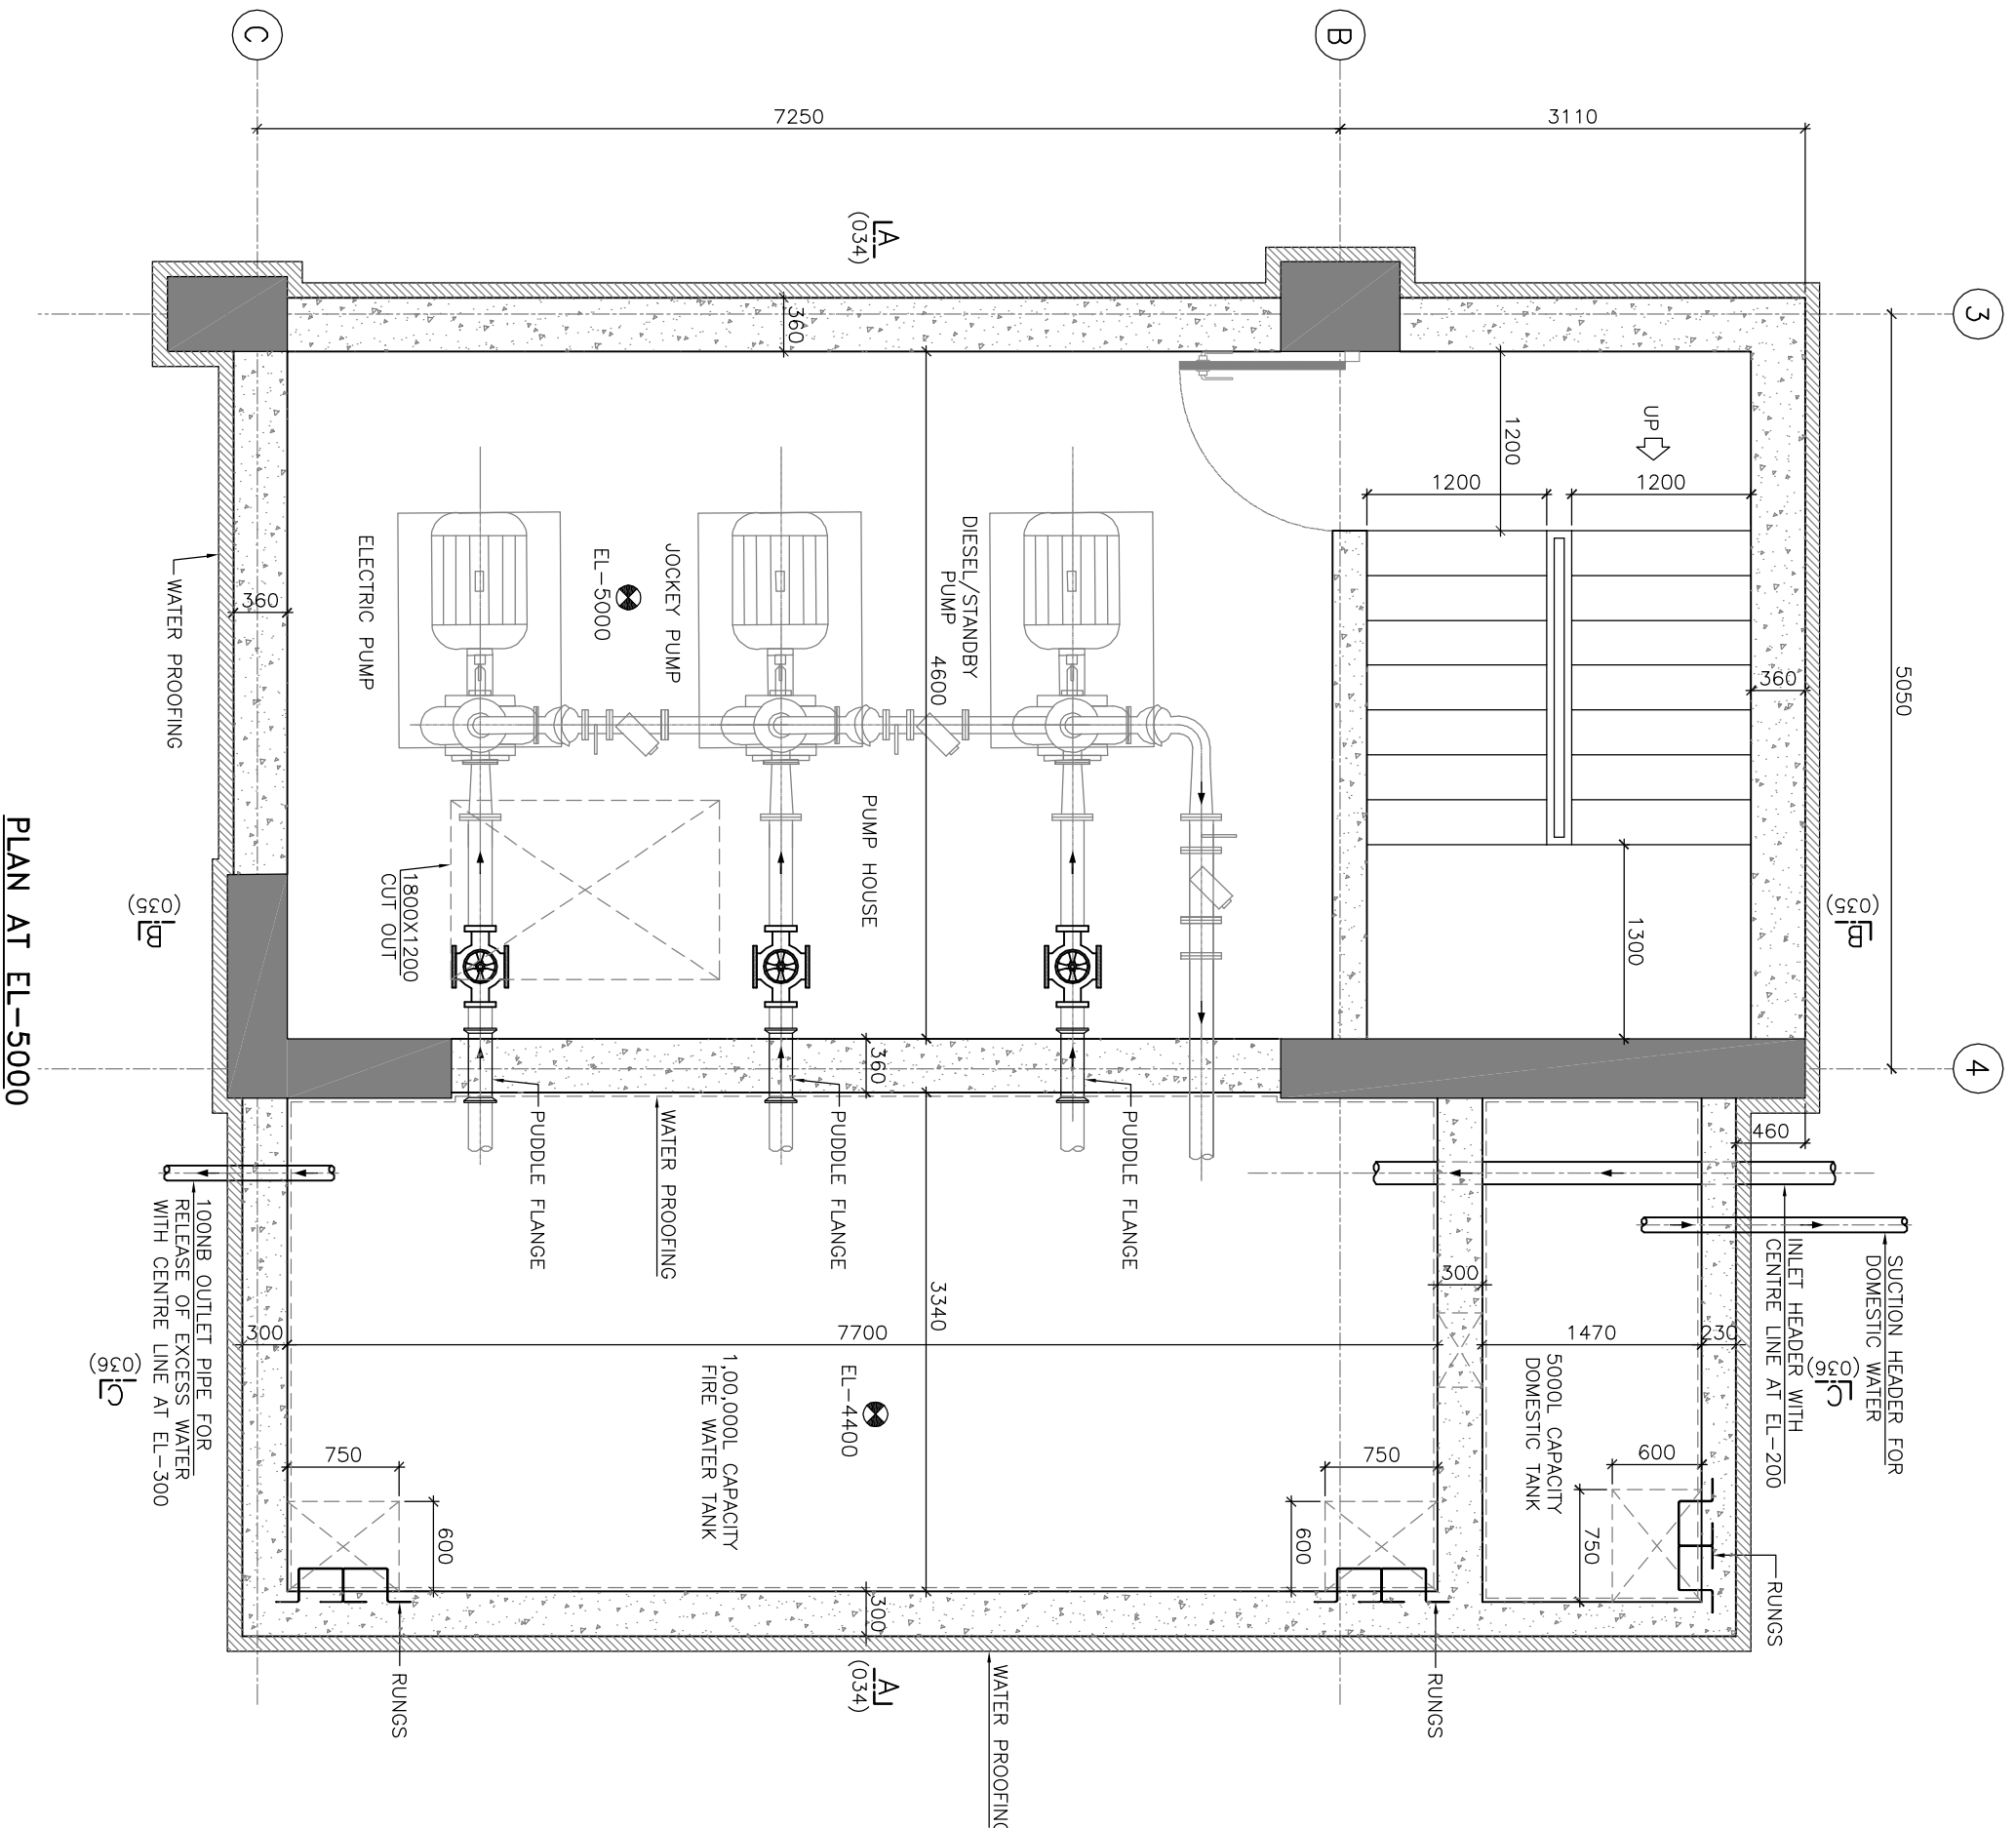 C
B
3
4
7250
3110
5050
A
(034)
360
1200
UP
1200
1200
360
DIESEL/STANDBY
PUMP
JOCKEY PUMP
EL-5000
ELECTRIC PUMP
4600
360
WATER PROOFING
PUMP HOUSE
1800X1200
CUT OUT
1300
B
(035)
B
(035)
360
PUDDLE FLANGE
PUDDLE FLANGE
PUDDLE FLANGE
WATER PROOFING
460
SUCTION HEADER FOR
DOMESTIC WATER
INLET HEADER WITH
CENTRE LINE AT EL-200
100NB OUTLET PIPE FOR
RELEASE OF EXCESS WATER
WITH CENTRE LINE AT EL-300
300
3340
300
7700
1470
230
C
(036)
C
(036)
5000L CAPACITY
DOMESTIC TANK
EL-4400
1,00,000L CAPACITY
FIRE WATER TANK
750
600
750
600
600
750
300
RUNGS
RUNGS
RUNGS
A
(034)
WATER PROOFING
PLAN AT EL-5000